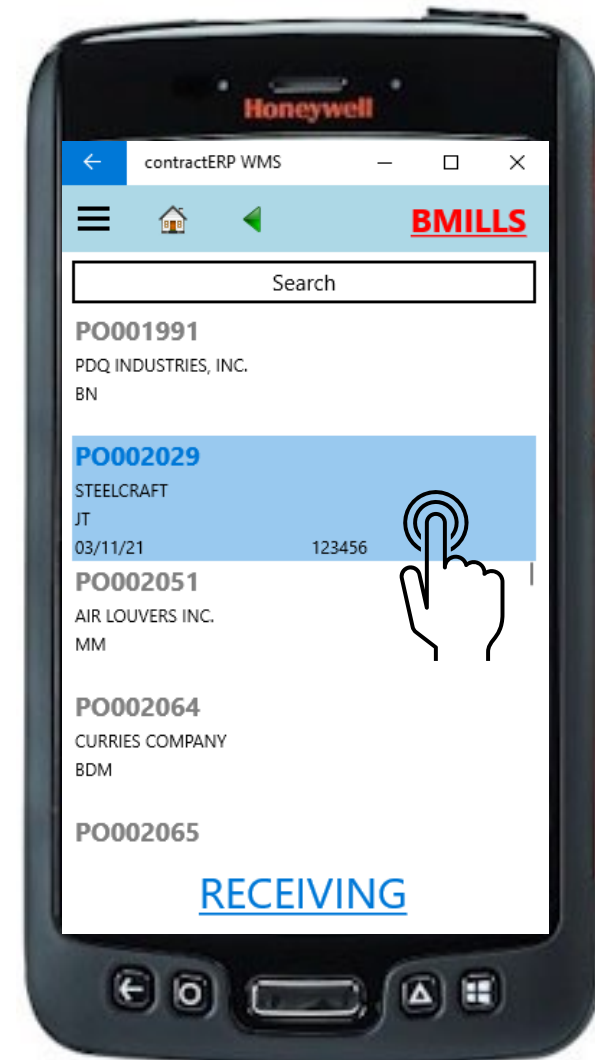 Honeywell
contractERP WMS
BMILLS
Search
PO001991
PDQ INDUSTRIES, INC.
BN
PO002029
STEELCRAFT
JT
03/11/21 123456
PO002051
AIR LOUVERS INC.
MM
PO002064
CURRIES COMPANY
BDM
PO002065
RECEIVING